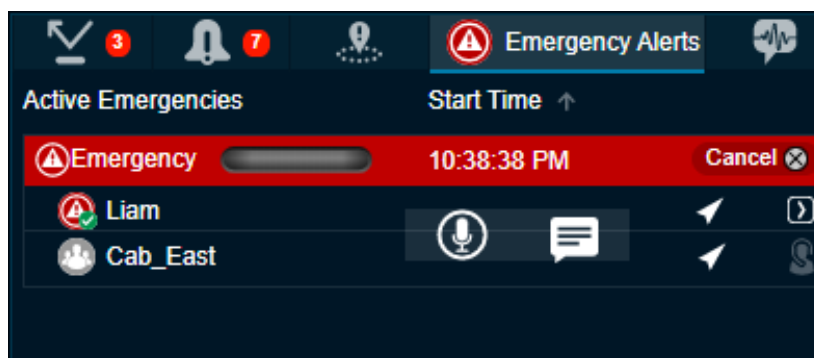 3 7 Emergency Alerts
Active Emergencies Start Time
Emergency 10:38:38 PM Cancel
Liam
Cab_East